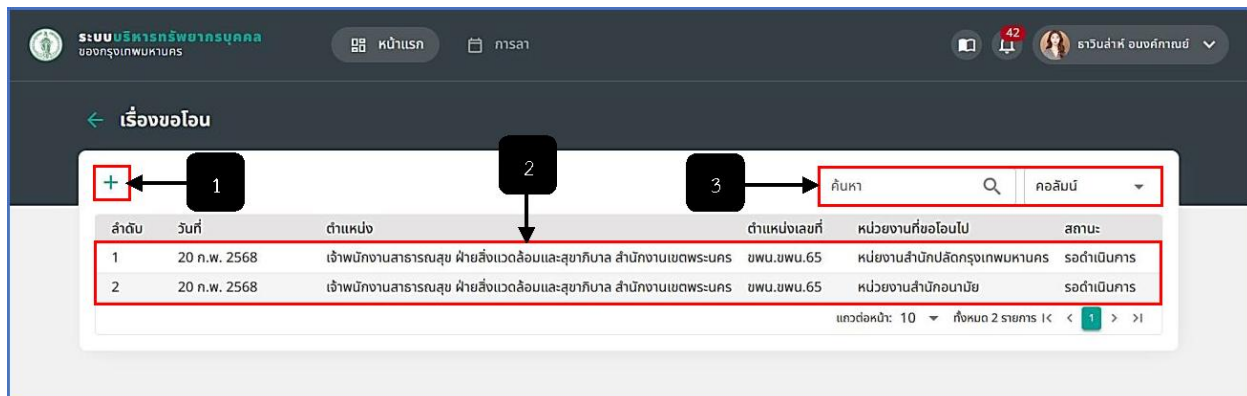 ระบบบริหารทรัพยากรบุคคล
ของกรุงเทพมหานคร
หน้าแรก
การลา
42
ธาวินส่าห์ อนงค์กาณย์
เรื่องขอโอน
1
2
3
ค้นหา
คอลัมน์
ลำดับ วันที่ ตำแหน่ง ตำแหน่งเลขที่ หน่วยงานที่ขอโอนไป สถานะ
1 20 ก.พ. 2568 เจ้าพนักงานสาธารณสุข ฝ่ายสิ่งแวดล้อมและสุขาภิบาล สำนักงานเขตพระนคร ขพน.ขพน.65 หน่ยงานสำนักปลัดกรุงเทพมหานคร รอดำเนินการ
2 20 ก.พ. 2568 เจ้าพนักงานสาธารณสุข ฝ่ายสิ่งแวดล้อมและสุขาภิบาล สำนักงานเขตพระนคร ขพน.ขพน.65 หน่วยงานสำนักอนามัย รอดำเนินการ
แถวต่อหน้า: 10 ทั้งหมด 2 รายการ |< < 1 > >|